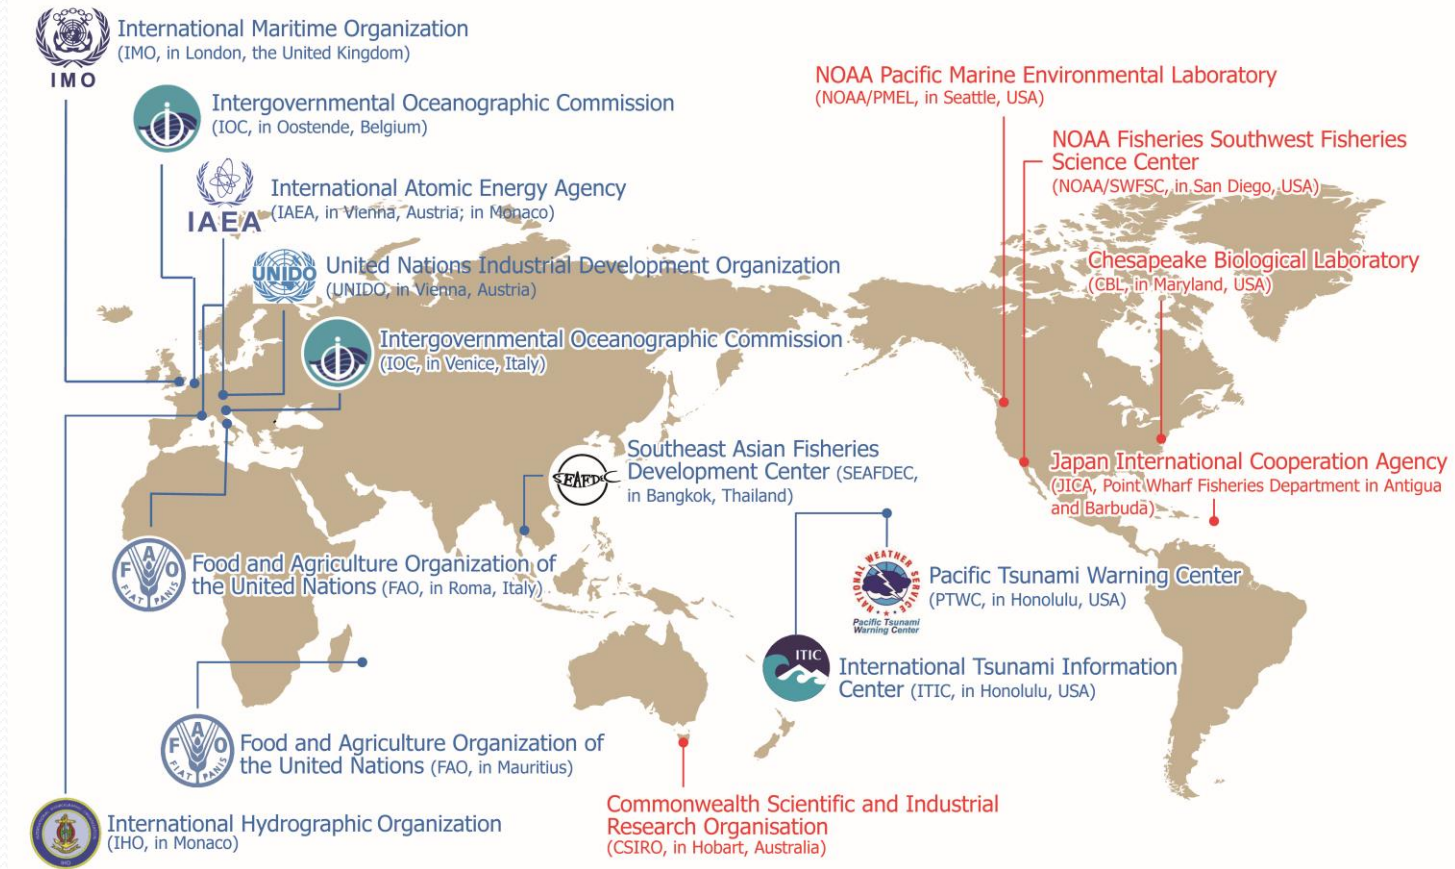 International Maritime Organization
(IMO, in London, the United Kingdom)
IMO
Intergovernmental Oceanographic Commission
(IOC, in Oostende, Belgium)
International Atomic Energy Agency
(IAEA, in Vienna, Austria; in Monaco)
IAEA
UNIDO
United Nations Industrial Development Organization
(UNIDO, in Vienna, Austria)
Intergovernmental Oceanographic Commission
(IOC, in Venice, Italy)
NOAA Pacific Marine Environmental Laboratory
(NOAA/PMEL, in Seattle, USA)
NOAA Fisheries Southwest Fisheries
Science Center
(NOAA/SWFSC, in San Diego, USA)
Chesapeake Biological Laboratory
(CBL, in Maryland, USA)
Japan International Cooperation Agency
(JICA, Point Wharf Fisheries Department in Antigua
and Barbuda)
SEAFDEC
Southeast Asian Fisheries
Development Center (SEAFDEC,
in Bangkok, Thailand)
FAO
FIAT PANIS
Food and Agriculture Organization of
the United Nations (FAO, in Roma, Italy)
NATIONAL WEATHER SERVICE
Pacific Tsunami
Warning Center
Pacific Tsunami Warning Center
(PTWC, in Honolulu, USA)
ITIC
International Tsunami Information
Center (ITIC, in Honolulu, USA)
FAO
FIAT PANIS
Food and Agriculture Organization of
the United Nations (FAO, in Mauritius)
Commonwealth Scientific and Industrial
Research Organisation
(CSIRO, in Hobart, Australia)
International Hydrographic Organization
(IHO, in Monaco)